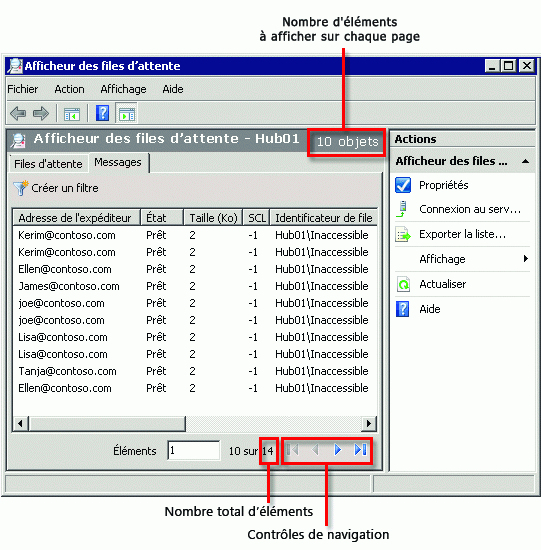 Nombre d'éléments
à afficher sur chaque page
Afficheur des files d'attente
Fichier Action Affichage Aide
Afficheur des files d'attente - Hub01 10 objets
Files d'attente Messages
Créer un filtre
Adresse de l'expéditeur État Taille (Ko) SCL Identificateur de file
Kerim@contoso.com Prêt 2 -1 Hub01\Inaccessible
Kerim@contoso.com Prêt 2 -1 Hub01\Inaccessible
Ellen@contoso.com Prêt 2 -1 Hub01\Inaccessible
James@contoso.com Prêt 2 -1 Hub01\Inaccessible
joe@contoso.com Prêt 2 -1 Hub01\Inaccessible
joe@contoso.com Prêt 2 -1 Hub01\Inaccessible
Lisa@contoso.com Prêt 2 -1 Hub01\Inaccessible
Lisa@contoso.com Prêt 2 -1 Hub01\Inaccessible
Tanja@contoso.com Prêt 2 -1 Hub01\Inaccessible
Ellen@contoso.com Prêt 2 -1 Hub01\Inaccessible
Éléments 1 10 sur 14
Actions
Afficheur des files ...
Propriétés
Connexion au serv...
Exporter la liste...
Affichage
Actualiser
Aide
Nombre total d'éléments
Contrôles de navigation